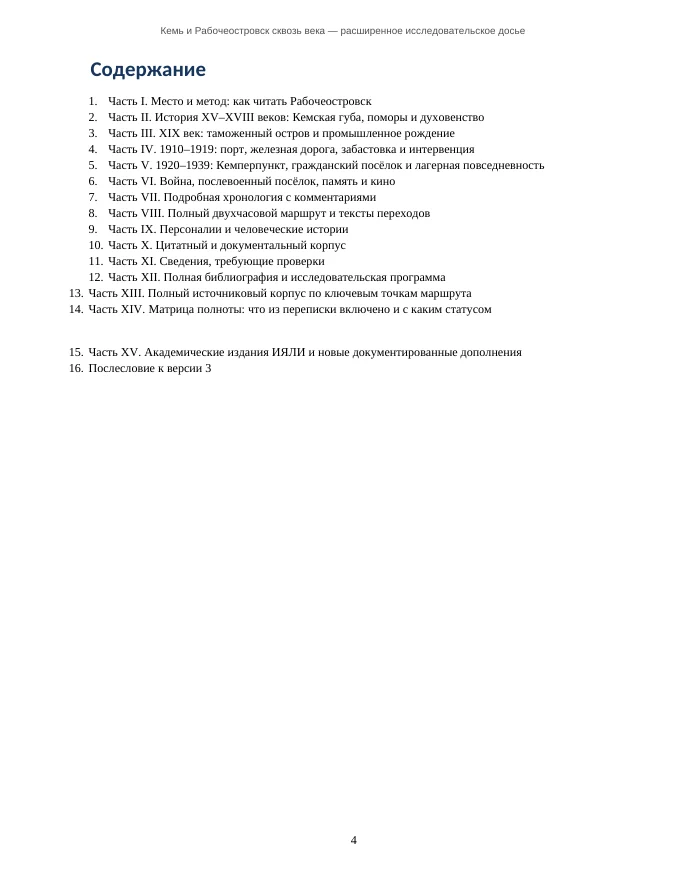 Кемь и Рабочеостровск сквозь века — расширенное исследовательское досье
Содержание
1. Часть I. Место и метод: как читать Рабочеостровск
2. Часть II. История XV–XVIII веков: Кемская губа, поморы и духовенство
3. Часть III. XIX век: таможенный остров и промышленное рождение
4. Часть IV. 1910–1919: порт, железная дорога, забастовка и интервенция
5. Часть V. 1920–1939: Кемперпункт, гражданский посёлок и лагерная повседневность
6. Часть VI. Война, послевоенный посёлок, память и кино
7. Часть VII. Подробная хронология с комментариями
8. Часть VIII. Полный двухчасовой маршрут и тексты переходов
9. Часть IX. Персоналии и человеческие истории
10. Часть X. Цитатный и документальный корпус
11. Часть XI. Сведения, требующие проверки
12. Часть XII. Полная библиография и исследовательская программа
13. Часть XIII. Полный источниковый корпус по ключевым точкам маршрута
14. Часть XIV. Матрица полноты: что из переписки включено и с каким статусом
15. Часть XV. Академические издания ИЯЛИ и новые документированные дополнения
16. Послесловие к версии 3
4